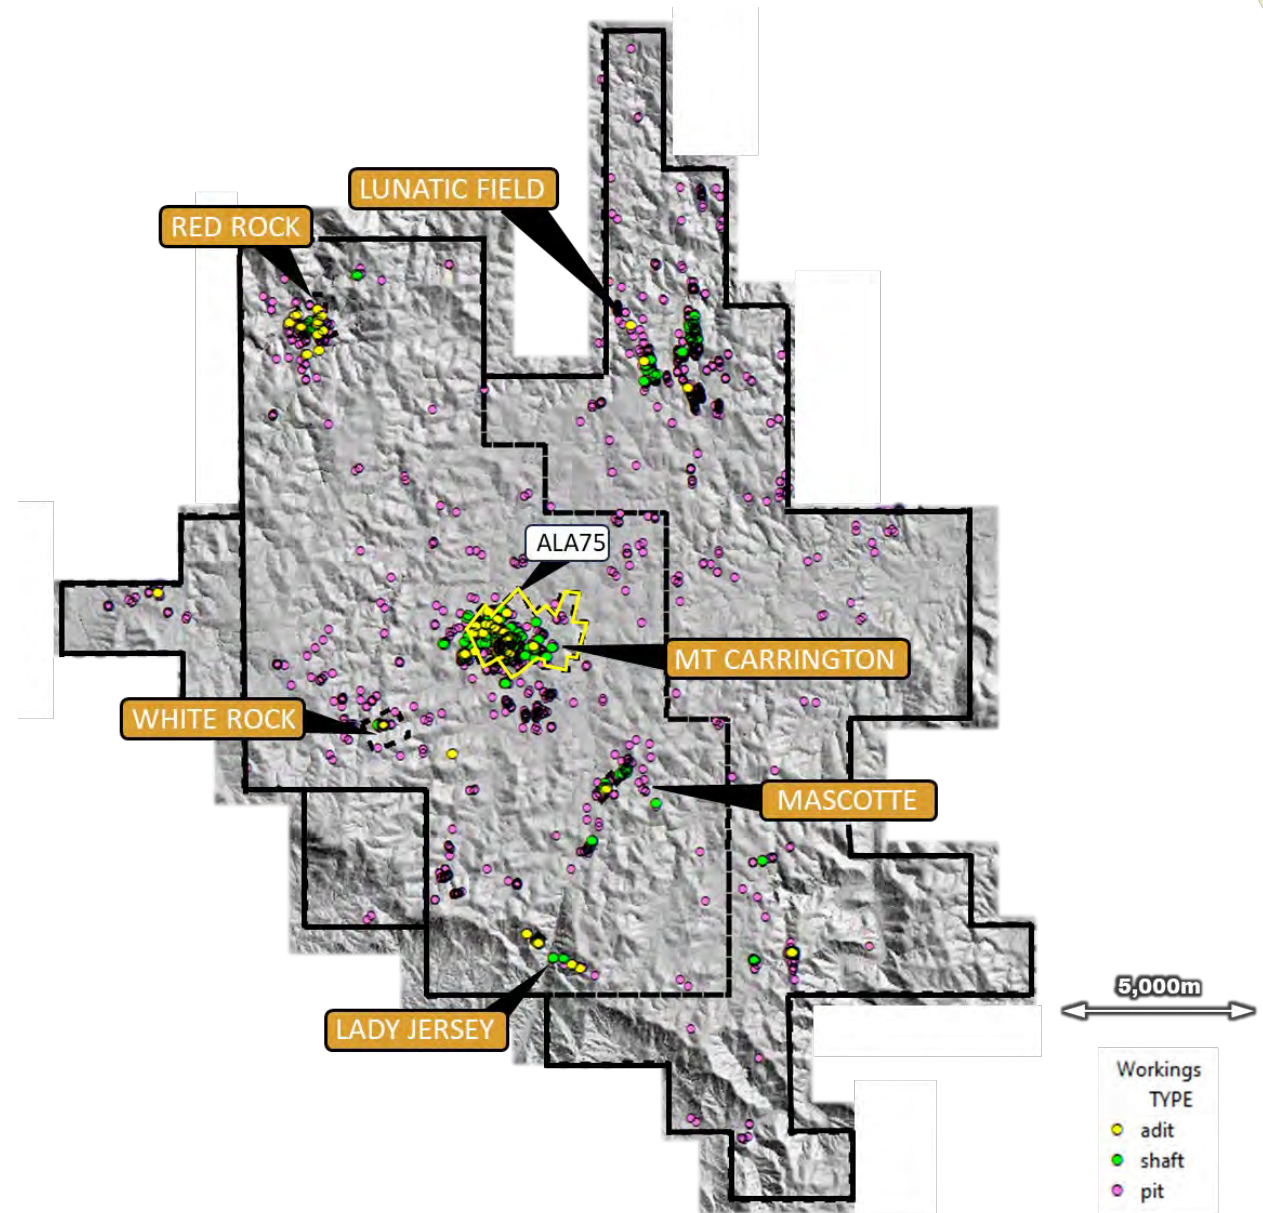 LUNATIC FIELD
RED ROCK
ALA75
MT CARRINGTON
WHITE ROCK
MASCOTTE
LADY JERSEY
5,000m
Workings
TYPE
adit
shaft
pit